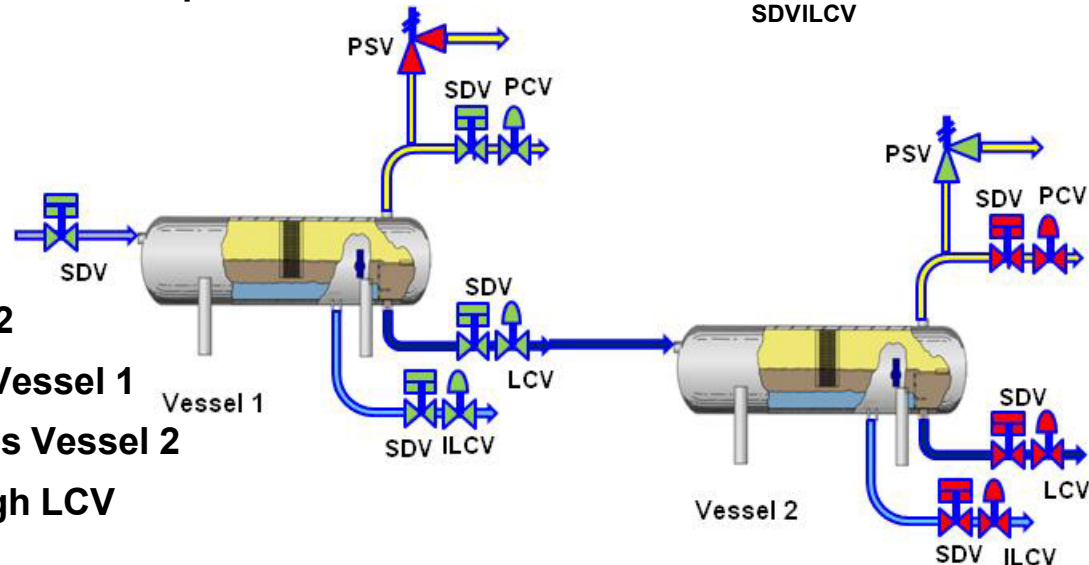 SDVILCV
PSV
SDV PCV
SDV
PSV
SDV PCV
SDV
LCV
Vessel 1
SDV ILCV
2
Vessel 1
s Vessel 2
gh LCV
SDV
LCV
Vessel 2
SDV ILCV